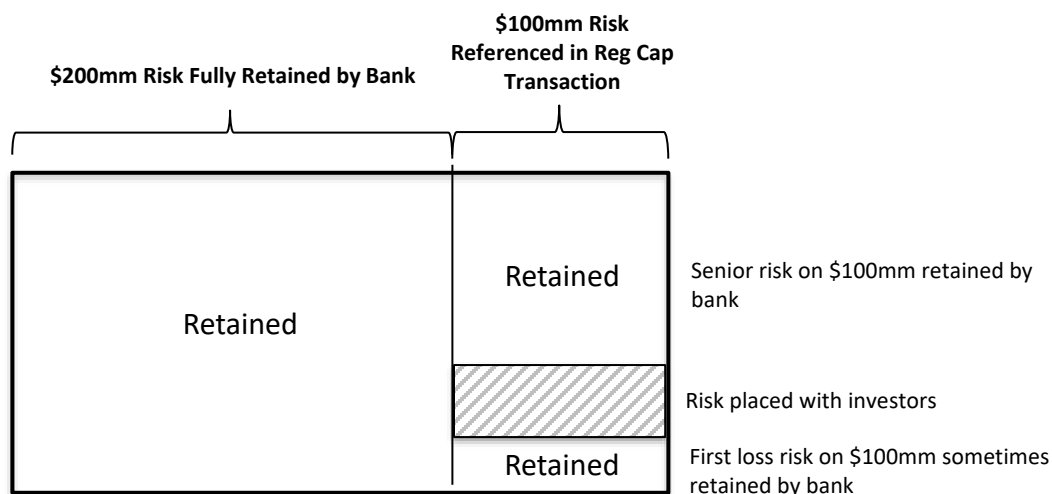 $100mm Risk
Referenced in Reg Cap
Transaction
$200mm Risk Fully Retained by Bank
Retained
Retained
Senior risk on $100mm retained by
bank
Risk placed with investors
Retained
First loss risk on $100mm sometimes
retained by bank